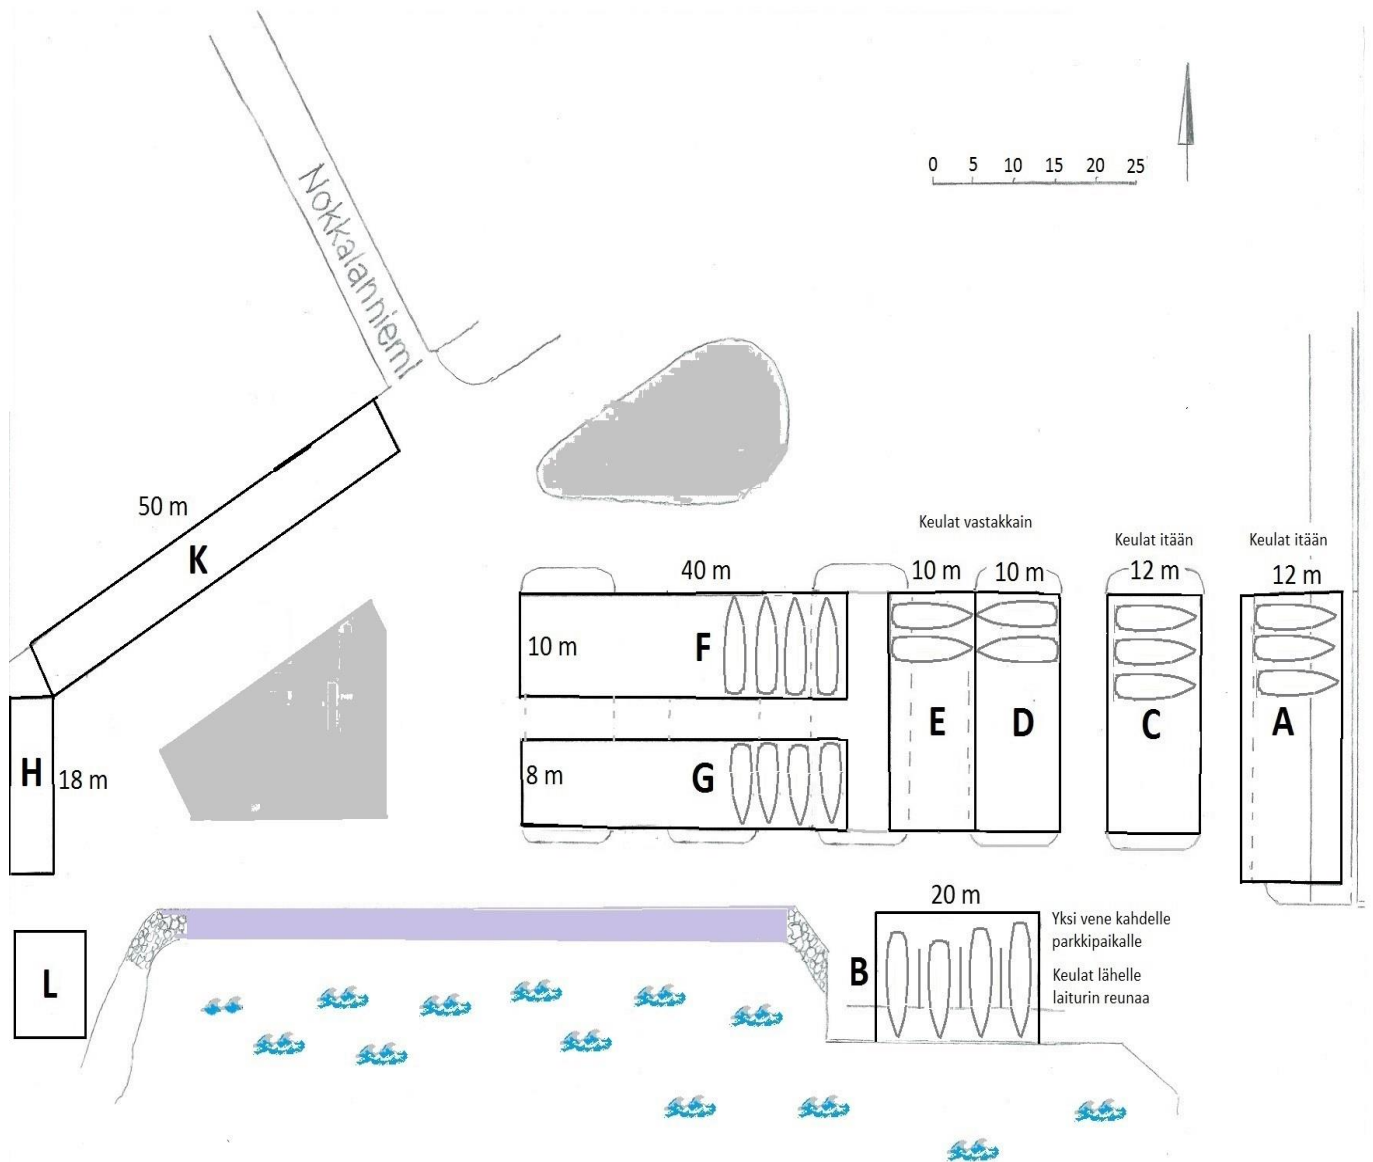 Nokkalanniemi
0 5 10 15 20 25
50 m
K
H
18 m
L
Keulat vastakkain
Keulat itään
Keulat itään
40 m
10 m
10 m
12 m
12 m
10 m
F
8 m
G
E
D
C
A
20 m
B
Yksi vene kahdelle
parkkipaikalle
Keulat lähelle
laiturin reunaa